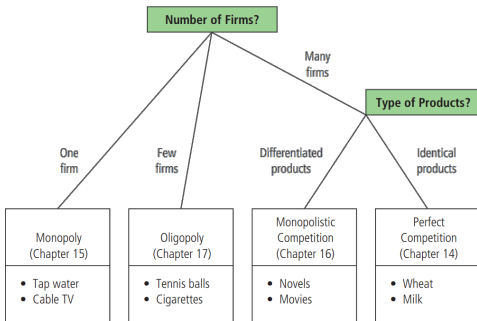 Number of Firms?
Many
firms
Type of Products?
One
firm
Few
firms
Differentiated
products
Identical
products
Monopoly
(Chapter 15)
• Tap water
• Cable TV
Oligopoly
(Chapter 17)
• Tennis balls
• Cigarettes
Monopolistic
Competition
(Chapter 16)
• Novels
• Movies
Perfect
Competition
(Chapter 14)
• Wheat
• Milk